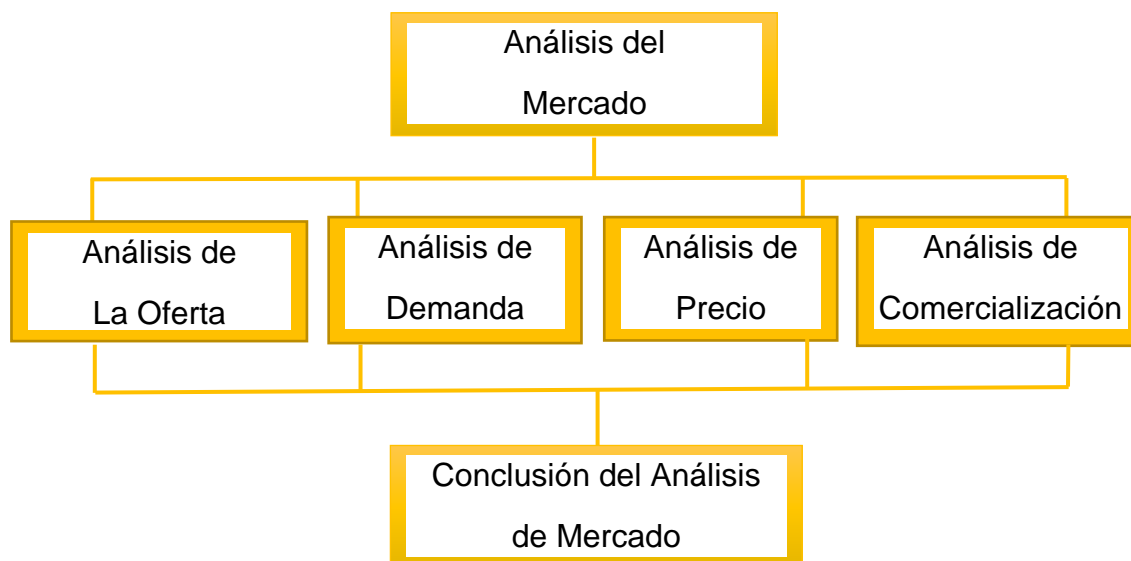 Análisis del
Mercado
Análisis de
La Oferta
Análisis de
Demanda
Análisis de
Precio
Análisis de
Comercialización
Conclusión del Análisis
de Mercado